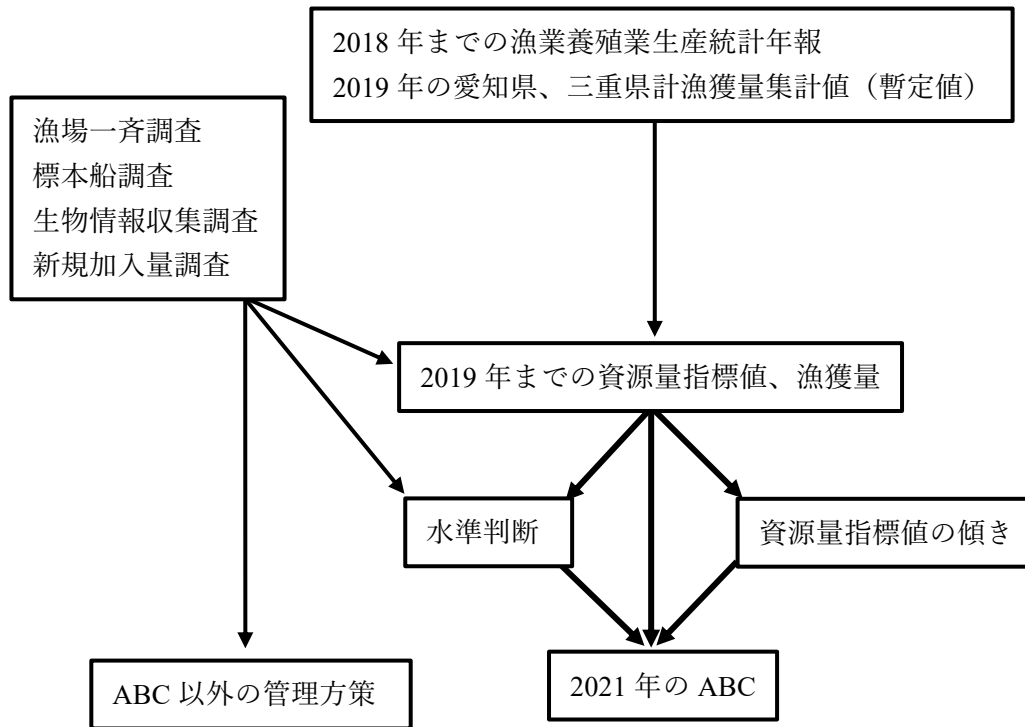 2018 年までの漁業養殖業生産統計年報
2019 年の愛知県、三重県計漁獲量集計値（暫定値）
漁場一斉調査
標本船調査
生物情報収集調査
新規加入量調査
2019 年までの資源量指標値、漁獲量
水準判断
資源量指標値の傾き
ABC 以外の管理方策
2021 年の ABC